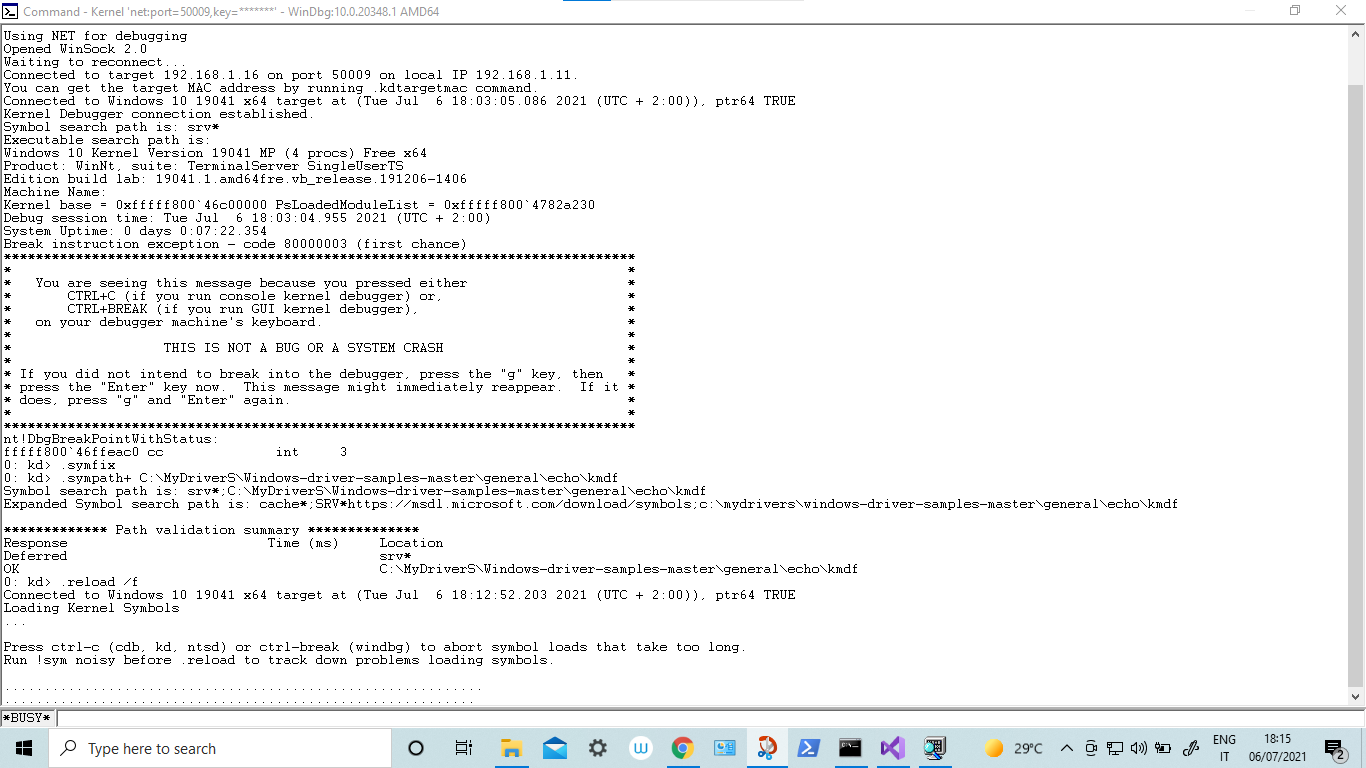 Command - Kernel 'net:port=50009,key=*******' - WinDbg:10.0.20348.1 AMD64
Using NET for debugging
Opened WinSock 2.0
Waiting to reconnect...
Connected to target 192.168.1.16 on port 50009 on local IP 192.168.1.11.
You can get the target MAC address by running .kdtargetmac command.
Connected to Windows 10 19041 x64 target at (Tue Jul  6 18:03:05.086 2021 (UTC + 2:00)), ptr64 TRUE
Kernel Debugger connection established.
Symbol search path is: srv*
Executable search path is:
Windows 10 Kernel Version 19041 MP (4 procs) Free x64
Product: WinNt, suite: TerminalServer SingleUserTS
Edition build lab: 19041.1.amd64fre.vb_release.191206-1406
Machine Name:
Kernel base = 0xfffff800`46c00000 PsLoadedModuleList = 0xfffff800`4782a230
Debug session time: Tue Jul  6 18:03:04.955 2021 (UTC + 2:00)
System Uptime: 0 days 0:07:22.354
Break instruction exception - code 80000003 (first chance)
*******************************************************************************
*                                                                             *
*   You are seeing this message because you pressed either                    *
*       CTRL+C (if you run console kernel debugger) or,                       *
*       CTRL+BREAK (if you run GUI kernel debugger),                          *
*   on your debugger machine's keyboard.                                      *
*                                                                             *
*                   THIS IS NOT A BUG OR A SYSTEM CRASH                       *
*                                                                             *
* If you did not intend to break into the debugger, press the "g" key, then   *
* press the "Enter" key now.  This message might immediately reappear.  If it *
* does, press "g" and "Enter" again.                                          *
*                                                                             *
*******************************************************************************
nt!DbgBreakPointWithStatus:
fffff800`46ffeac0 cc              int     3
0: kd> .symfix
0: kd> .sympath+ C:\MyDriverS\Windows-driver-samples-master\general\echo\kmdf
Symbol search path is: srv*;C:\MyDriverS\Windows-driver-samples-master\general\echo\kmdf
Expanded Symbol search path is: cache*;SRV*https://msdl.microsoft.com/download/symbols;c:\mydrivers\windows-driver-samples-master\general\echo\kmdf
************* Path validation summary **************
Response                         Time (ms)     Location
Deferred                                       srv*
OK                                             C:\MyDriverS\Windows-driver-samples-master\general\echo\kmdf
0: kd> .reload /f
Connected to Windows 10 19041 x64 target at (Tue Jul  6 18:12:52.203 2021 (UTC + 2:00)), ptr64 TRUE
Loading Kernel Symbols
...
Press ctrl-c (cdb, kd, ntsd) or ctrl-break (windbg) to abort symbol loads that take too long.
Run !sym noisy before .reload to track down problems loading symbols.
............................................................
...........................................................
*BUSY*
Type here to search
29°C
ENG
IT
18:15
06/07/2021
2